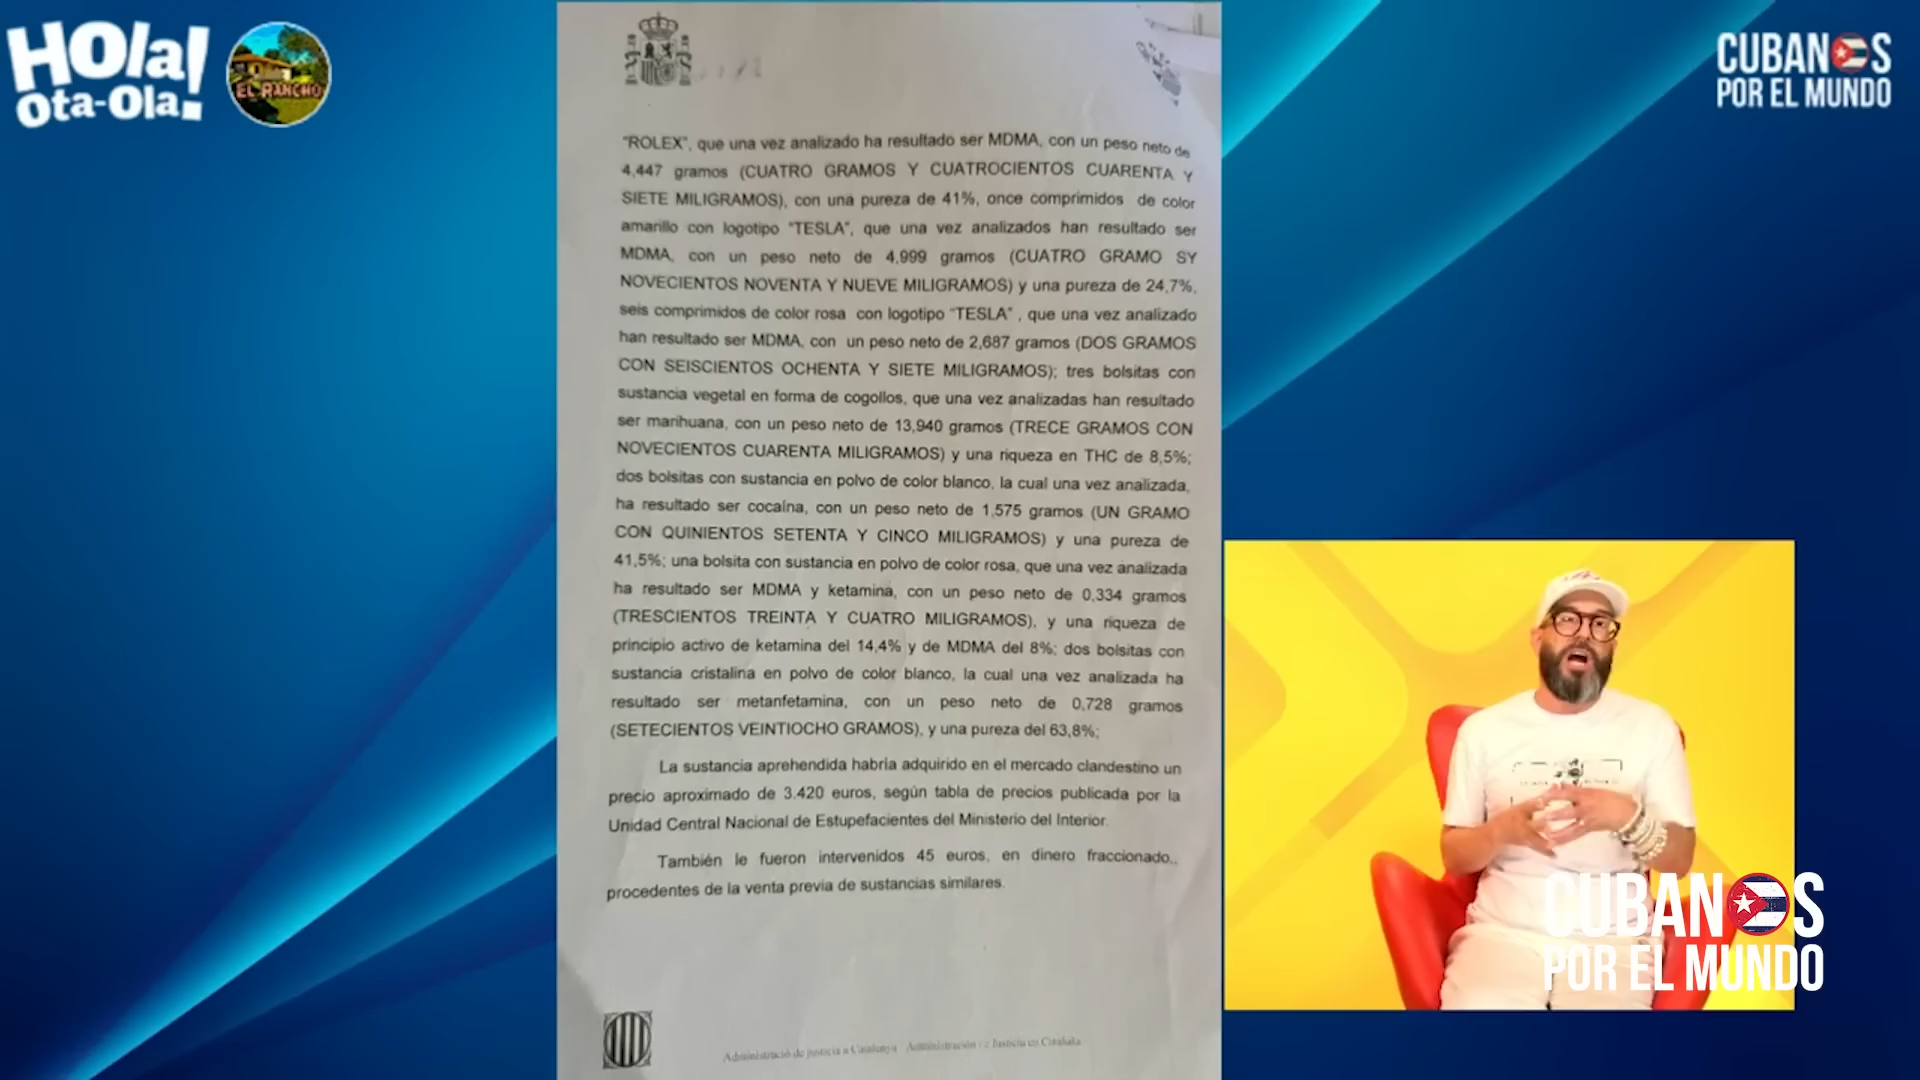 HOla!
Ota-Ola!
EL RANCHO
CUBANOS
POR EL MUNDO
"ROLEX", que una vez analizado ha resultado ser MDMA, con un peso neto de
4,447 gramos (CUATRO GRAMOS Y CUATROCIENTOS CUARENTA Y
SIETE MILIGRAMOS), con una pureza de 41%, once comprimidos de color
amarillo con logotipo "TESLA", que una vez analizados han resultado ser
MDMA, con un peso neto de 4,999 gramos (CUATRO GRAMO SY
NOVECIENTOS NOVENTA Y NUEVE MILIGRAMOS) y una pureza de 24,7%,
seis comprimidos de color rosa con logotipo "TESLA" , que una vez analizado
han resultado ser MDMA, con un peso neto de 2,687 gramos (DOS GRAMOS
CON SEISCIENTOS OCHENTA Y SIETE MILIGRAMOS); tres bolsitas con
sustancia vegetal en forma de cogollos, que una vez analizadas han resultado
ser marihuana, con un peso neto de 13,940 gramos (TRECE GRAMOS CON
NOVECIENTOS CUARENTA MILIGRAMOS) y una riqueza en THC de 8,5%;
dos bolsitas con sustancia en polvo de color blanco, la cual una vez analizada,
ha resultado ser cocaína, con un peso neto de 1,575 gramos (UN GRAMO
CON QUINIENTOS SETENTA Y CINCO MILIGRAMOS) y una pureza de
41,5%; una bolsita con sustancia en polvo de color rosa, que una vez analizada
ha resultado ser MDMA y ketamina, con un peso neto de 0,334 gramos
(TRESCIENTOS TREINTA Y CUATRO MILIGRAMOS), y una riqueza de
principio activo de ketamina del 14,4% y de MDMA del 8%; dos bolsitas con
sustancia cristalina en polvo de color blanco, la cual una vez analizada ha
resultado ser metanfetamina, con un peso neto de 0,728 gramos
(SETECIENTOS VEINTIOCHO GRAMOS), y una pureza del 63,8%;
La sustancia aprehendida habría adquirido en el mercado clandestino un
precio aproximado de 3.420 euros, según tabla de precios publicada por la
Unidad Central Nacional de Estupefacientes del Ministerio del Interior.
También le fueron intervenidos 45 euros, en dinero fraccionado,,
procedentes de la venta previa de sustancias similares.
Administració de justícia a Catalunya · Administración de Justicia en Cataluña
CUBANOS
POR EL MUNDO